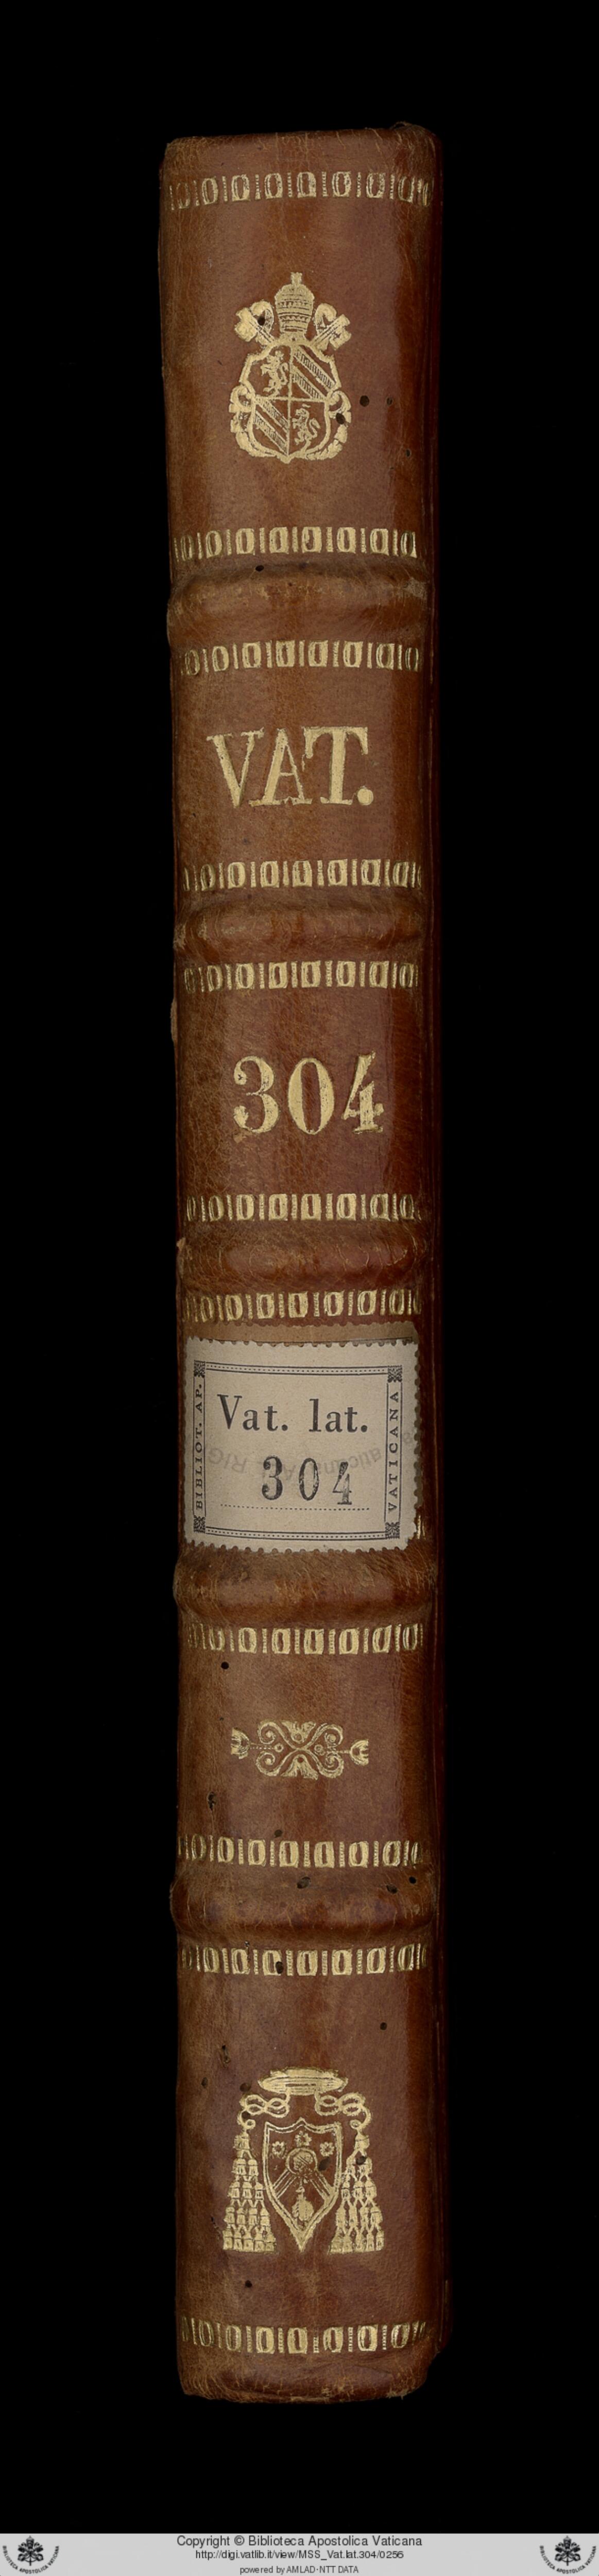 VAT.
304
BIBLIOT. AP.
Vat. lat.
304
VATICANA
Copyright © Biblioteca Apostolica Vaticana
http://digi.vatlib.it/view/MSS_Vat.lat.304/0256
powered by AMLAD-NTT DATA